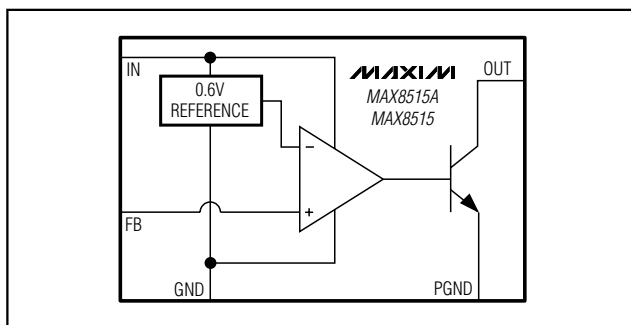 IN
0.6V
REFERENCE
MAXIM
MAX8515A
MAX8515
OUT
−
+
FB
GND
PGND